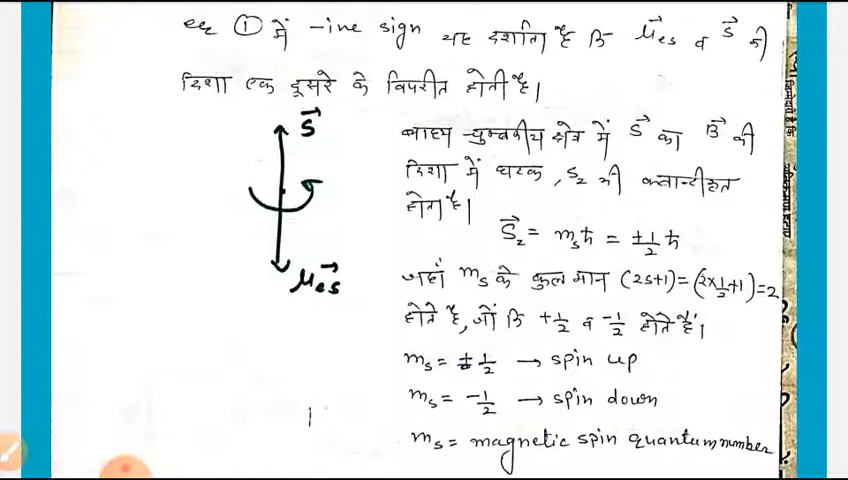 eq ① में -ive sign यह दर्शाता है कि μ⃗es व S⃗ की
दिशा एक दूसरे के विपरीत होती है।
S⃗
μ⃗es
बाह्य चुम्बकीय क्षेत्र में S⃗ का B⃗ की
दिशा में घटक, Sz भी क्वान्टीकृत
होता है।
S⃗z = msħ = ±1/2 ħ
जहाँ ms के कुल मान (2s+1)=(2×1/2+1)=2
होते है, जो कि +1/2 व -1/2 होते हैं।
ms = +1/2 → spin up
ms = -1/2 → spin down
ms = magnetic spin quantum number